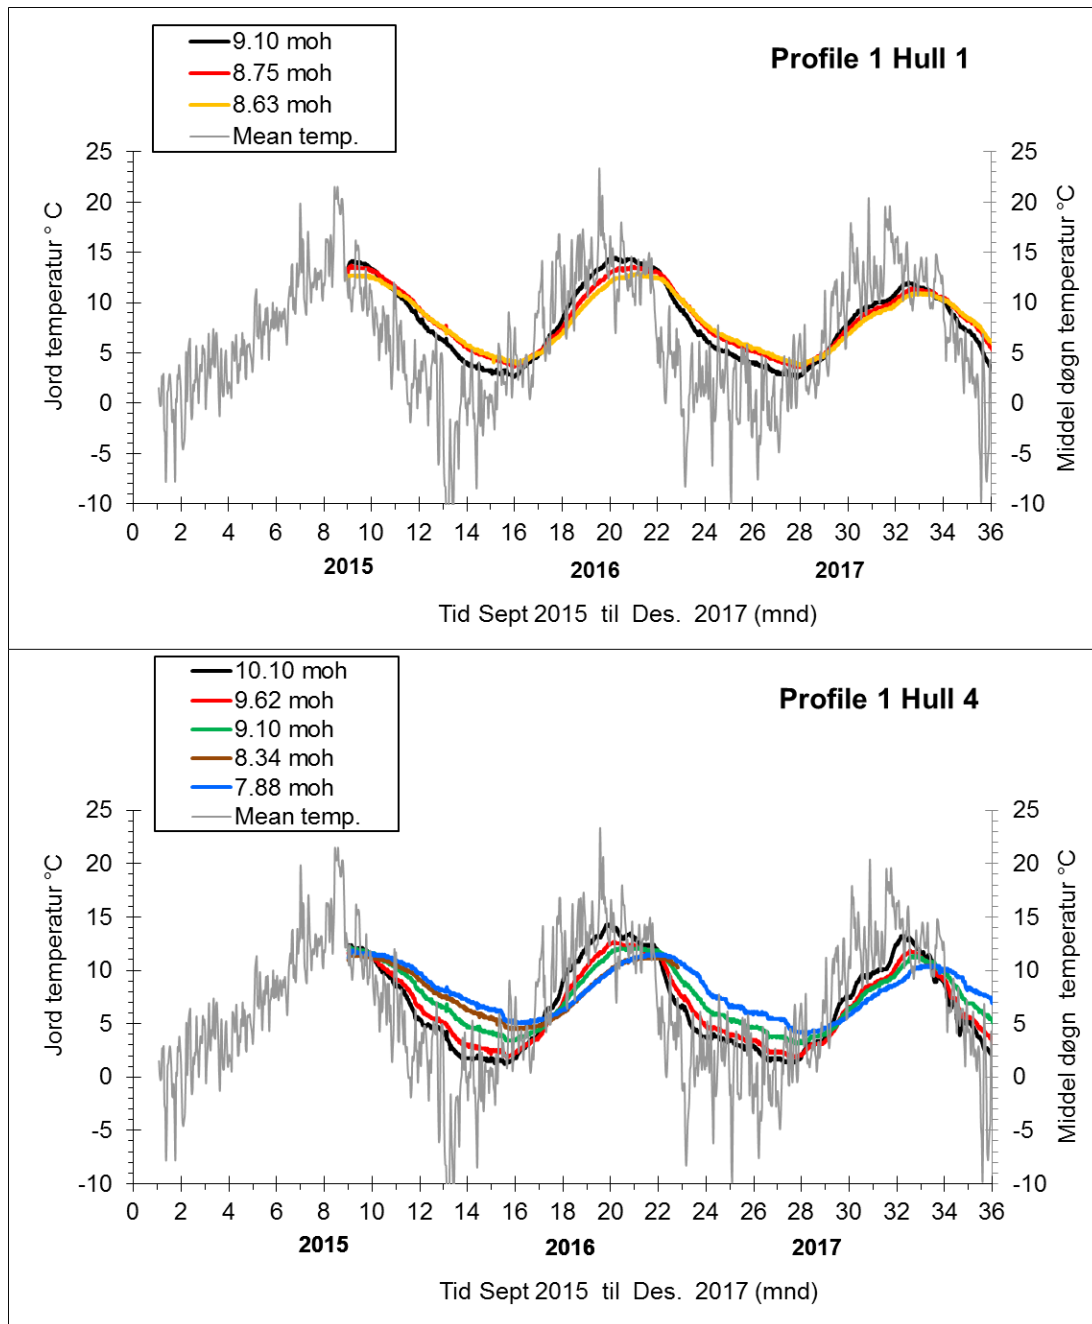 9.10 moh
8.75 moh
8.63 moh
Mean temp.
Profile 1 Hull 1
Jord temperatur ° C
Middel døgn temperatur °C
25
20
15
10
5
0
-5
-10
25
20
15
10
5
0
-5
-10
0 2 4 6 8 10 12 14 16 18 20 22 24 26 28 30 32 34 36
2015 2016 2017
Tid Sept 2015 til Des. 2017 (mnd)
10.10 moh
9.62 moh
9.10 moh
8.34 moh
7.88 moh
Mean temp.
Profile 1 Hull 4
Jord temperatur °C
Middel døgn temperatur °C
25
20
15
10
5
0
-5
-10
25
20
15
10
5
0
-5
-10
0 2 4 6 8 10 12 14 16 18 20 22 24 26 28 30 32 34 36
2015 2016 2017
Tid Sept 2015 til Des. 2017 (mnd)